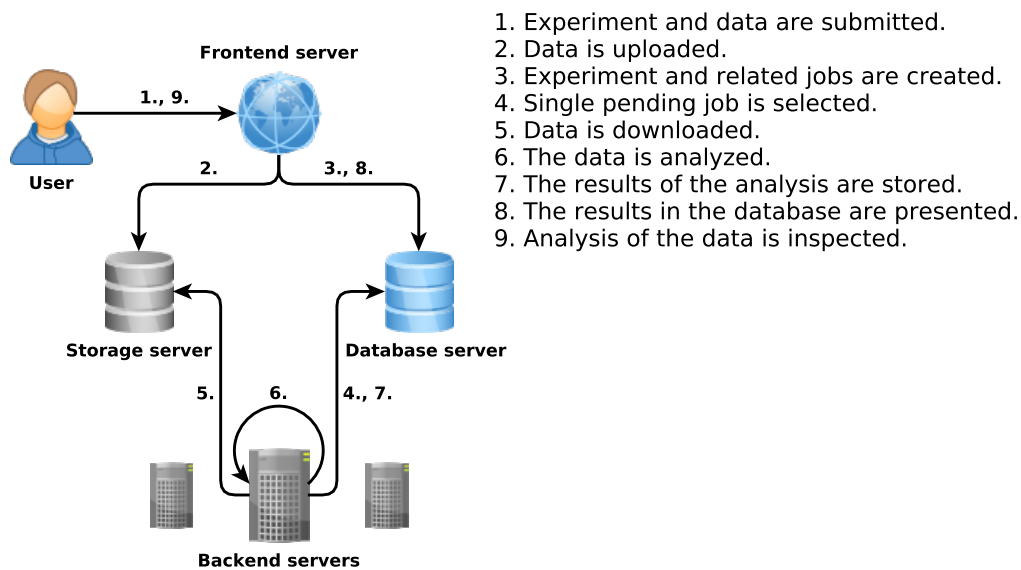 Frontend server
1., 9.
User
2.
3., 8.
Storage server
Database server
5.
6.
4., 7.
Backend servers
1. Experiment and data are submitted.
2. Data is uploaded.
3. Experiment and related jobs are created.
4. Single pending job is selected.
5. Data is downloaded.
6. The data is analyzed.
7. The results of the analysis are stored.
8. The results in the database are presented.
9. Analysis of the data is inspected.